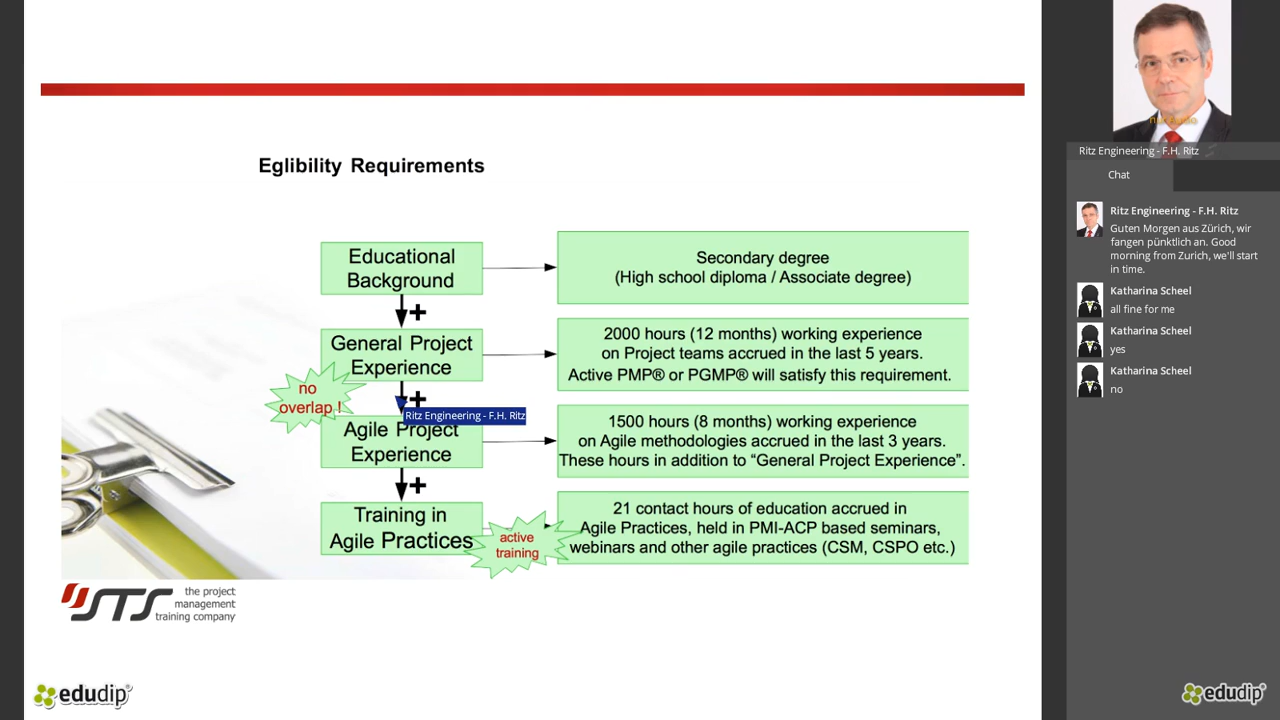 Eglibility Requirements
Educational
Background
Secondary degree
(High school diploma / Associate degree)
+
General Project
Experience
2000 hours (12 months) working experience
on Project teams accrued in the last 5 years.
Active PMP® or PGMP® will satisfy this requirement.
no
overlap !
+
Ritz Engineering - F.H. Ritz
Agile Project
Experience
1500 hours (8 months) working experience
on Agile methodologies accrued in the last 3 years.
These hours in addition to “General Project Experience”.
+
Training in
Agile Practices
active
training
21 contact hours of education accrued in
Agile Practices, held in PMI-ACP based seminars,
webinars and other agile practices (CSM, CSPO etc.)
STS
the project
management
training company
edudip®
Ritz Engineering - F.H. Ritz
Chat
Ritz Engineering - F.H. Ritz
Guten Morgen aus Zürich, wir
fangen pünktlich an. Good
morning from Zurich, we'll start
in time.
Katharina Scheel
all fine for me
Katharina Scheel
yes
Katharina Scheel
no
edudip®